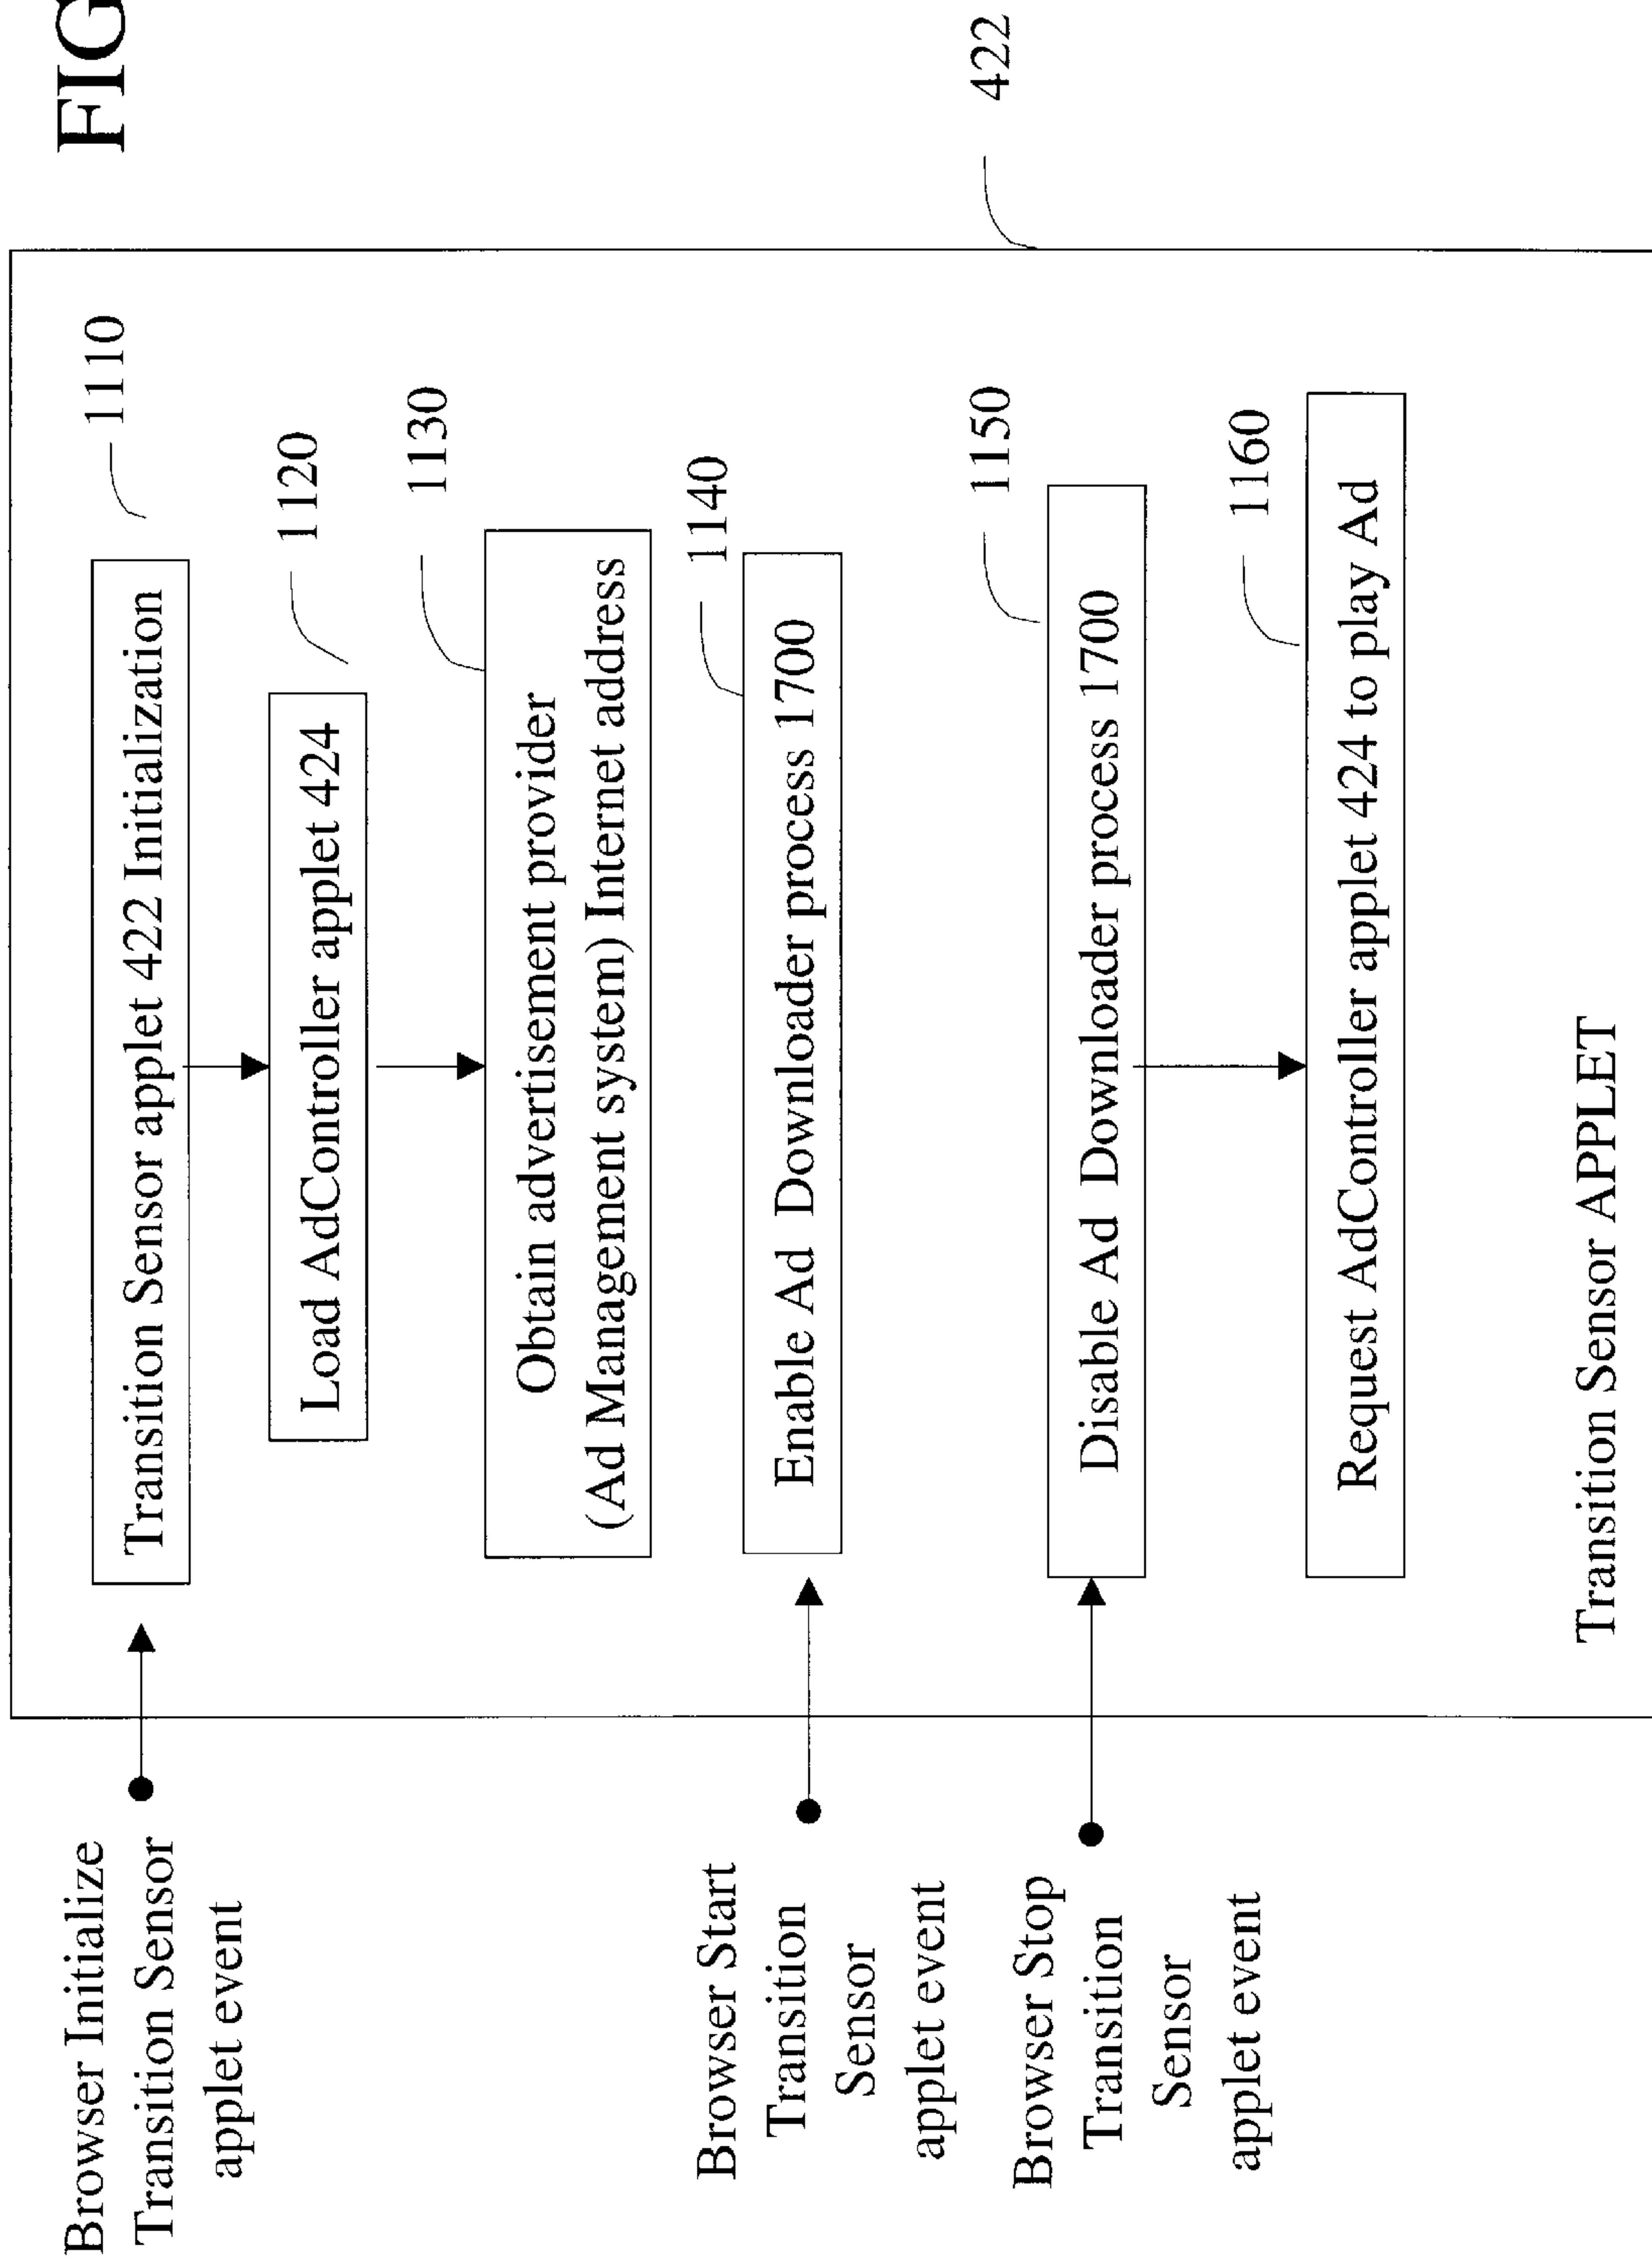 FIG
422
Browser Initialize
Transition Sensor
applet event
Transition Sensor applet 422 Initialization
1110
Load AdController applet 424
1120
Obtain advertisement provider
(Ad Management system) Internet address
1130
Browser Start
Transition
Sensor
applet event
Enable Ad Downloader process 1700
1140
Browser Stop
Transition
Sensor
applet event
Disable Ad Downloader process 1700
1150
Request AdController applet 424 to play Ad
1160
Transition Sensor APPLET